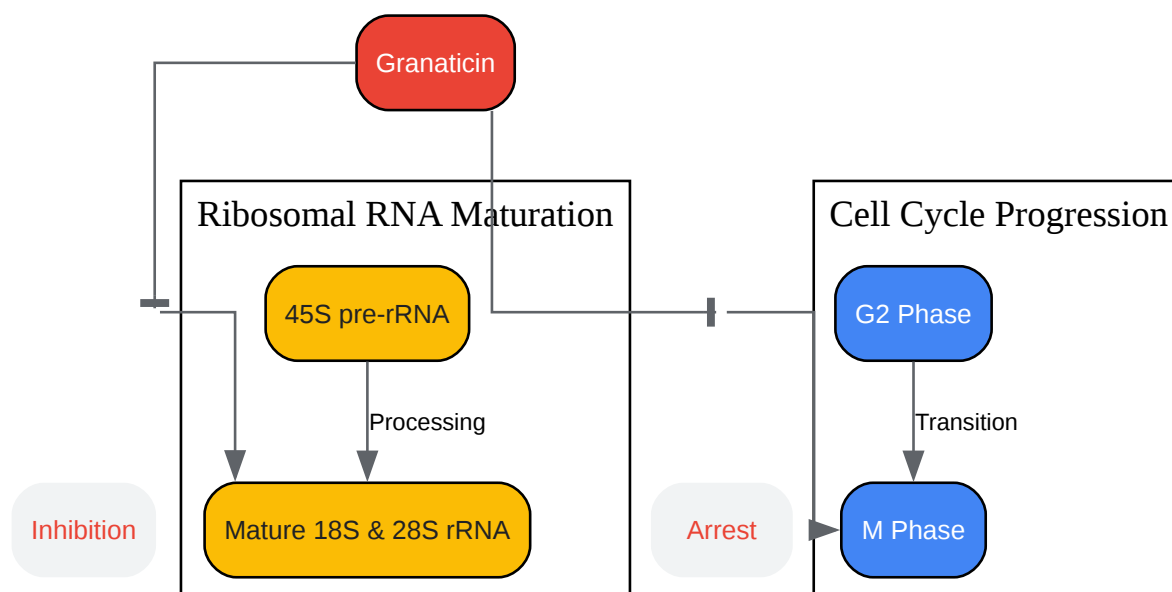 Granaticin
Ribosomal RNA Maturation
Cell Cycle Progression
45S pre-rRNA
G2 Phase
Processing
Transition
Inhibition
Mature 18S & 28S rRNA
Arrest
M Phase